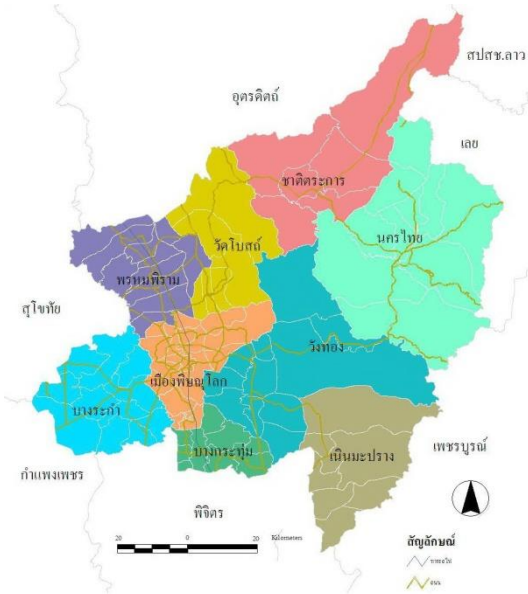 สปสช.ลาว
อุตรดิตถ์
เลย
ชาติตระการ
นครไทย
วัดโบสถ์
พรหมพิราม
สุโขทัย
วังทอง
เมืองพิษณุโลก
บางระกำ
บางกระทุ่ม
เนินมะปราง
เพชรบูรณ์
กำแพงเพชร
พิจิตร
20 0 20 Kilometers
สัญลักษณ์
ถนน